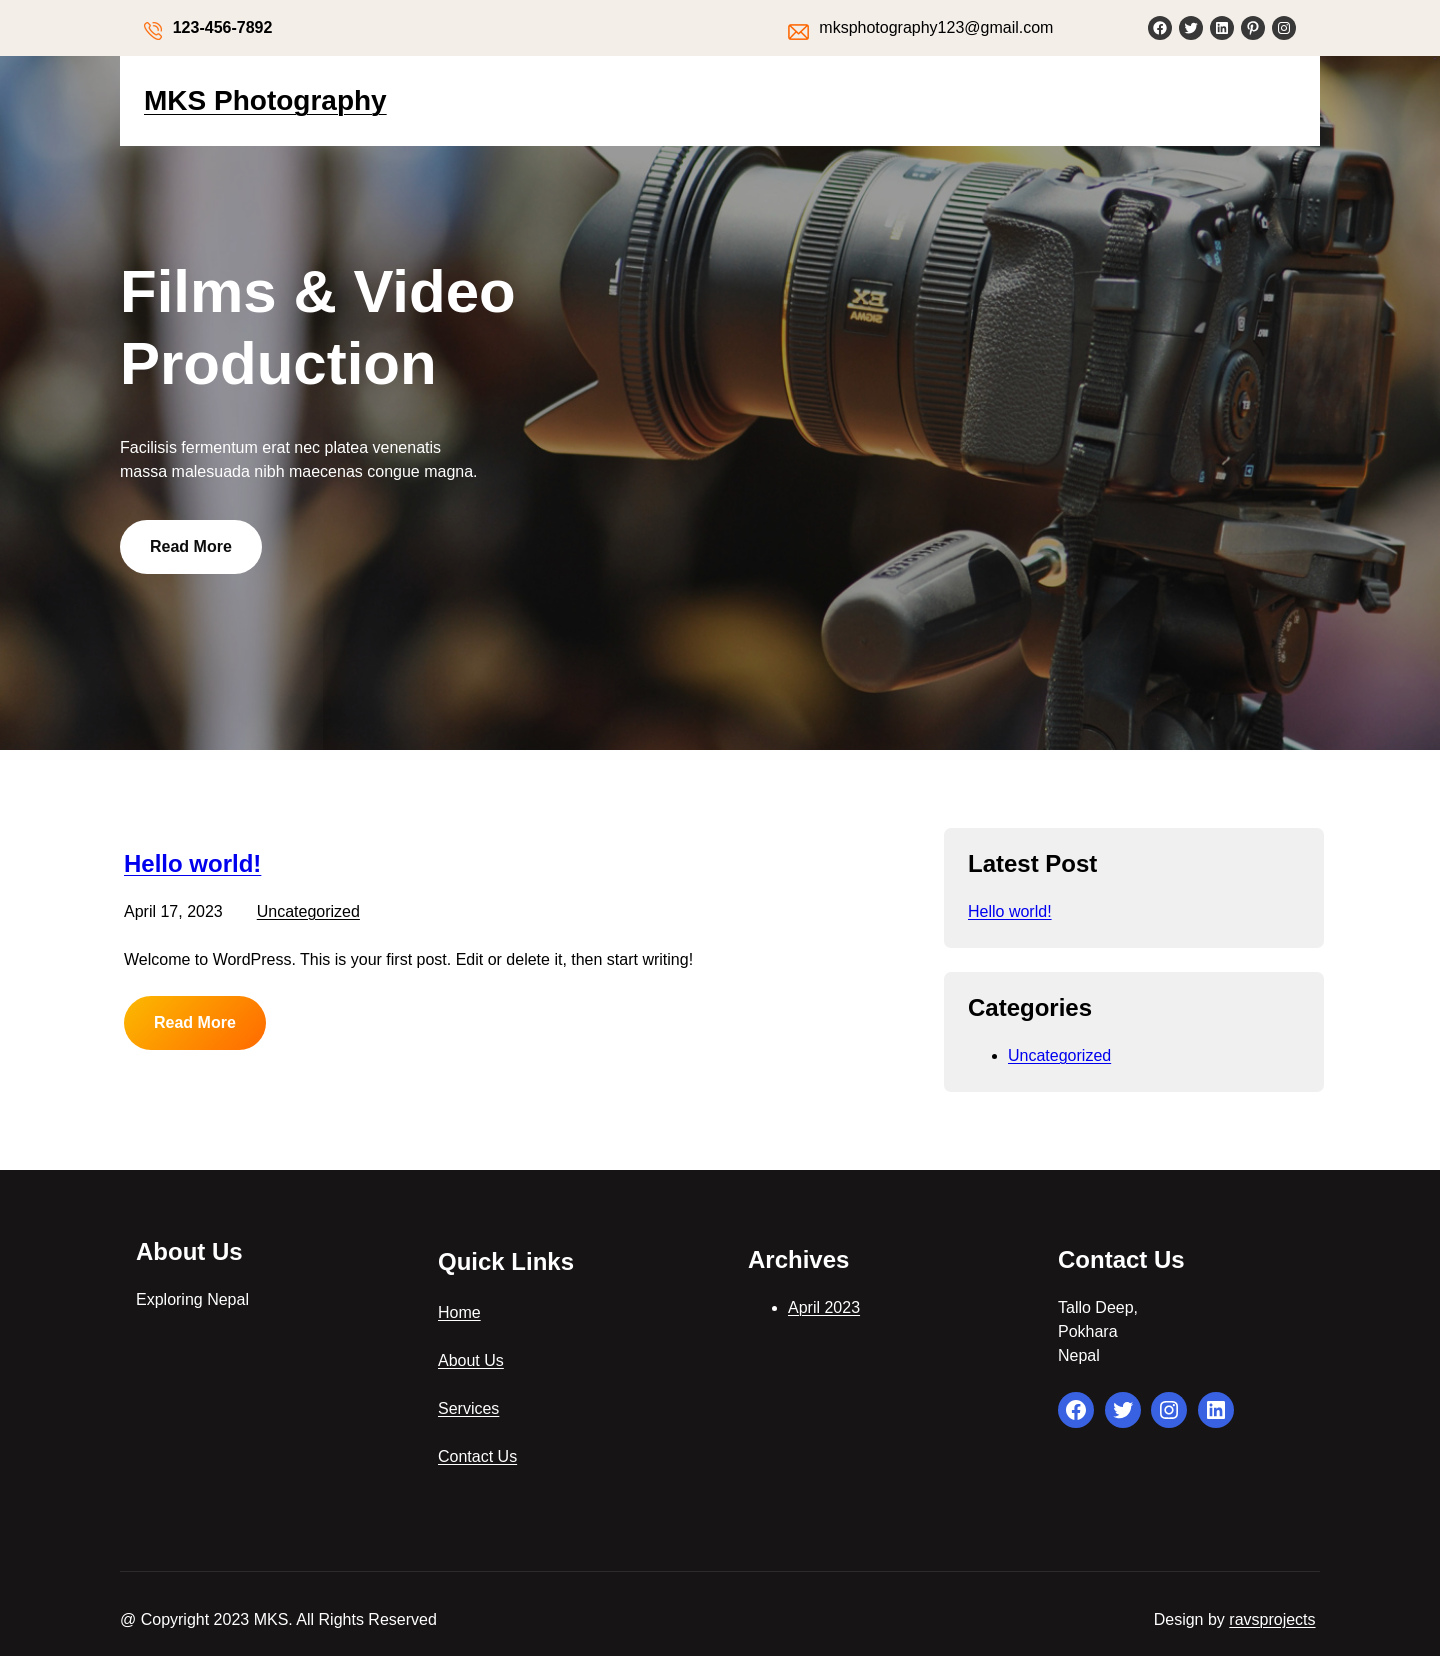 123-456-7892
mksphotography123@gmail.com
MKS Photography
Films & Video
Production
EX
SIGMA
Facilisis fermentum erat nec platea venenatis
massa malesuada nibh maecenas congue magna.
Read More
Hello world!
April 17, 2023 Uncategorized
Welcome to WordPress. This is your first post. Edit or delete it, then start writing!
Read More
Latest Post
Hello world!
Categories
• Uncategorized
About Us
Exploring Nepal
Quick Links
Home
About Us
Services
Contact Us
Archives
• April 2023
Contact Us
Tallo Deep,
Pokhara
Nepal
@ Copyright 2023 MKS. All Rights Reserved
Design by ravsprojects